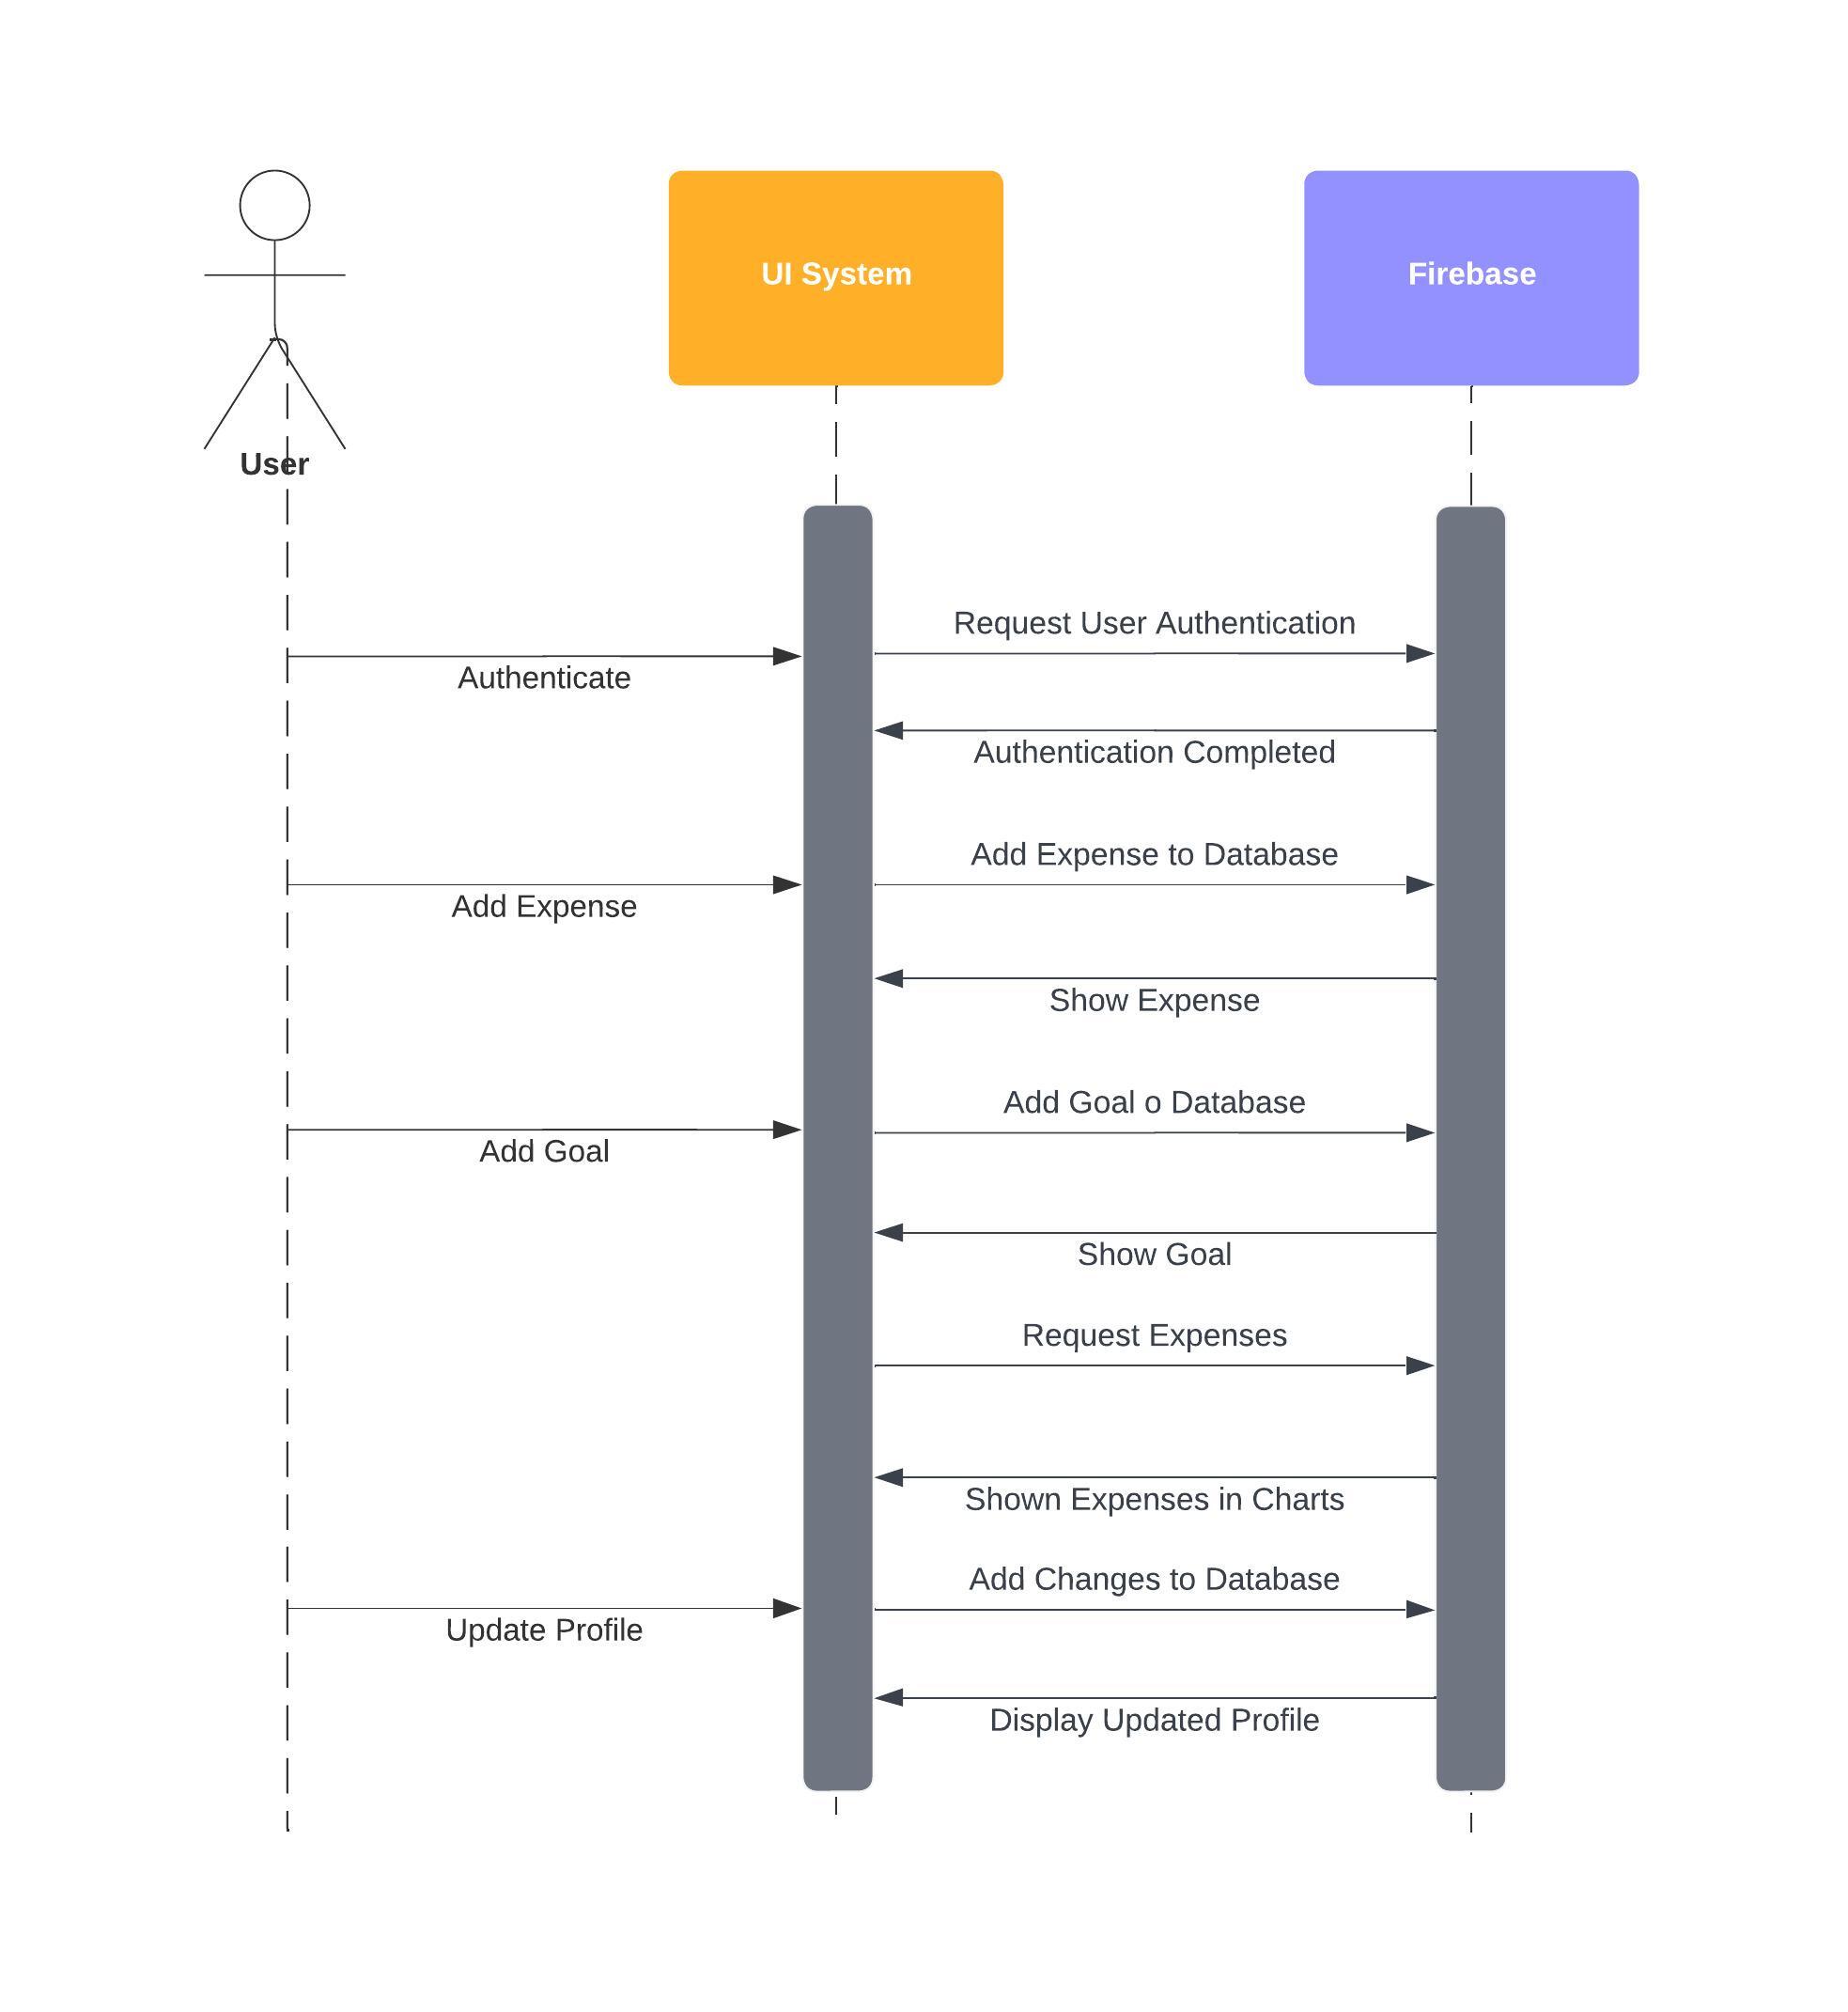 UI System
Firebase
User
Request User Authentication
Authenticate
Authentication Completed
Add Expense to Database
Add Expense
Show Expense
Add Goal o Database
Add Goal
Show Goal
Request Expenses
Shown Expenses in Charts
Add Changes to Database
Update Profile
Display Updated Profile